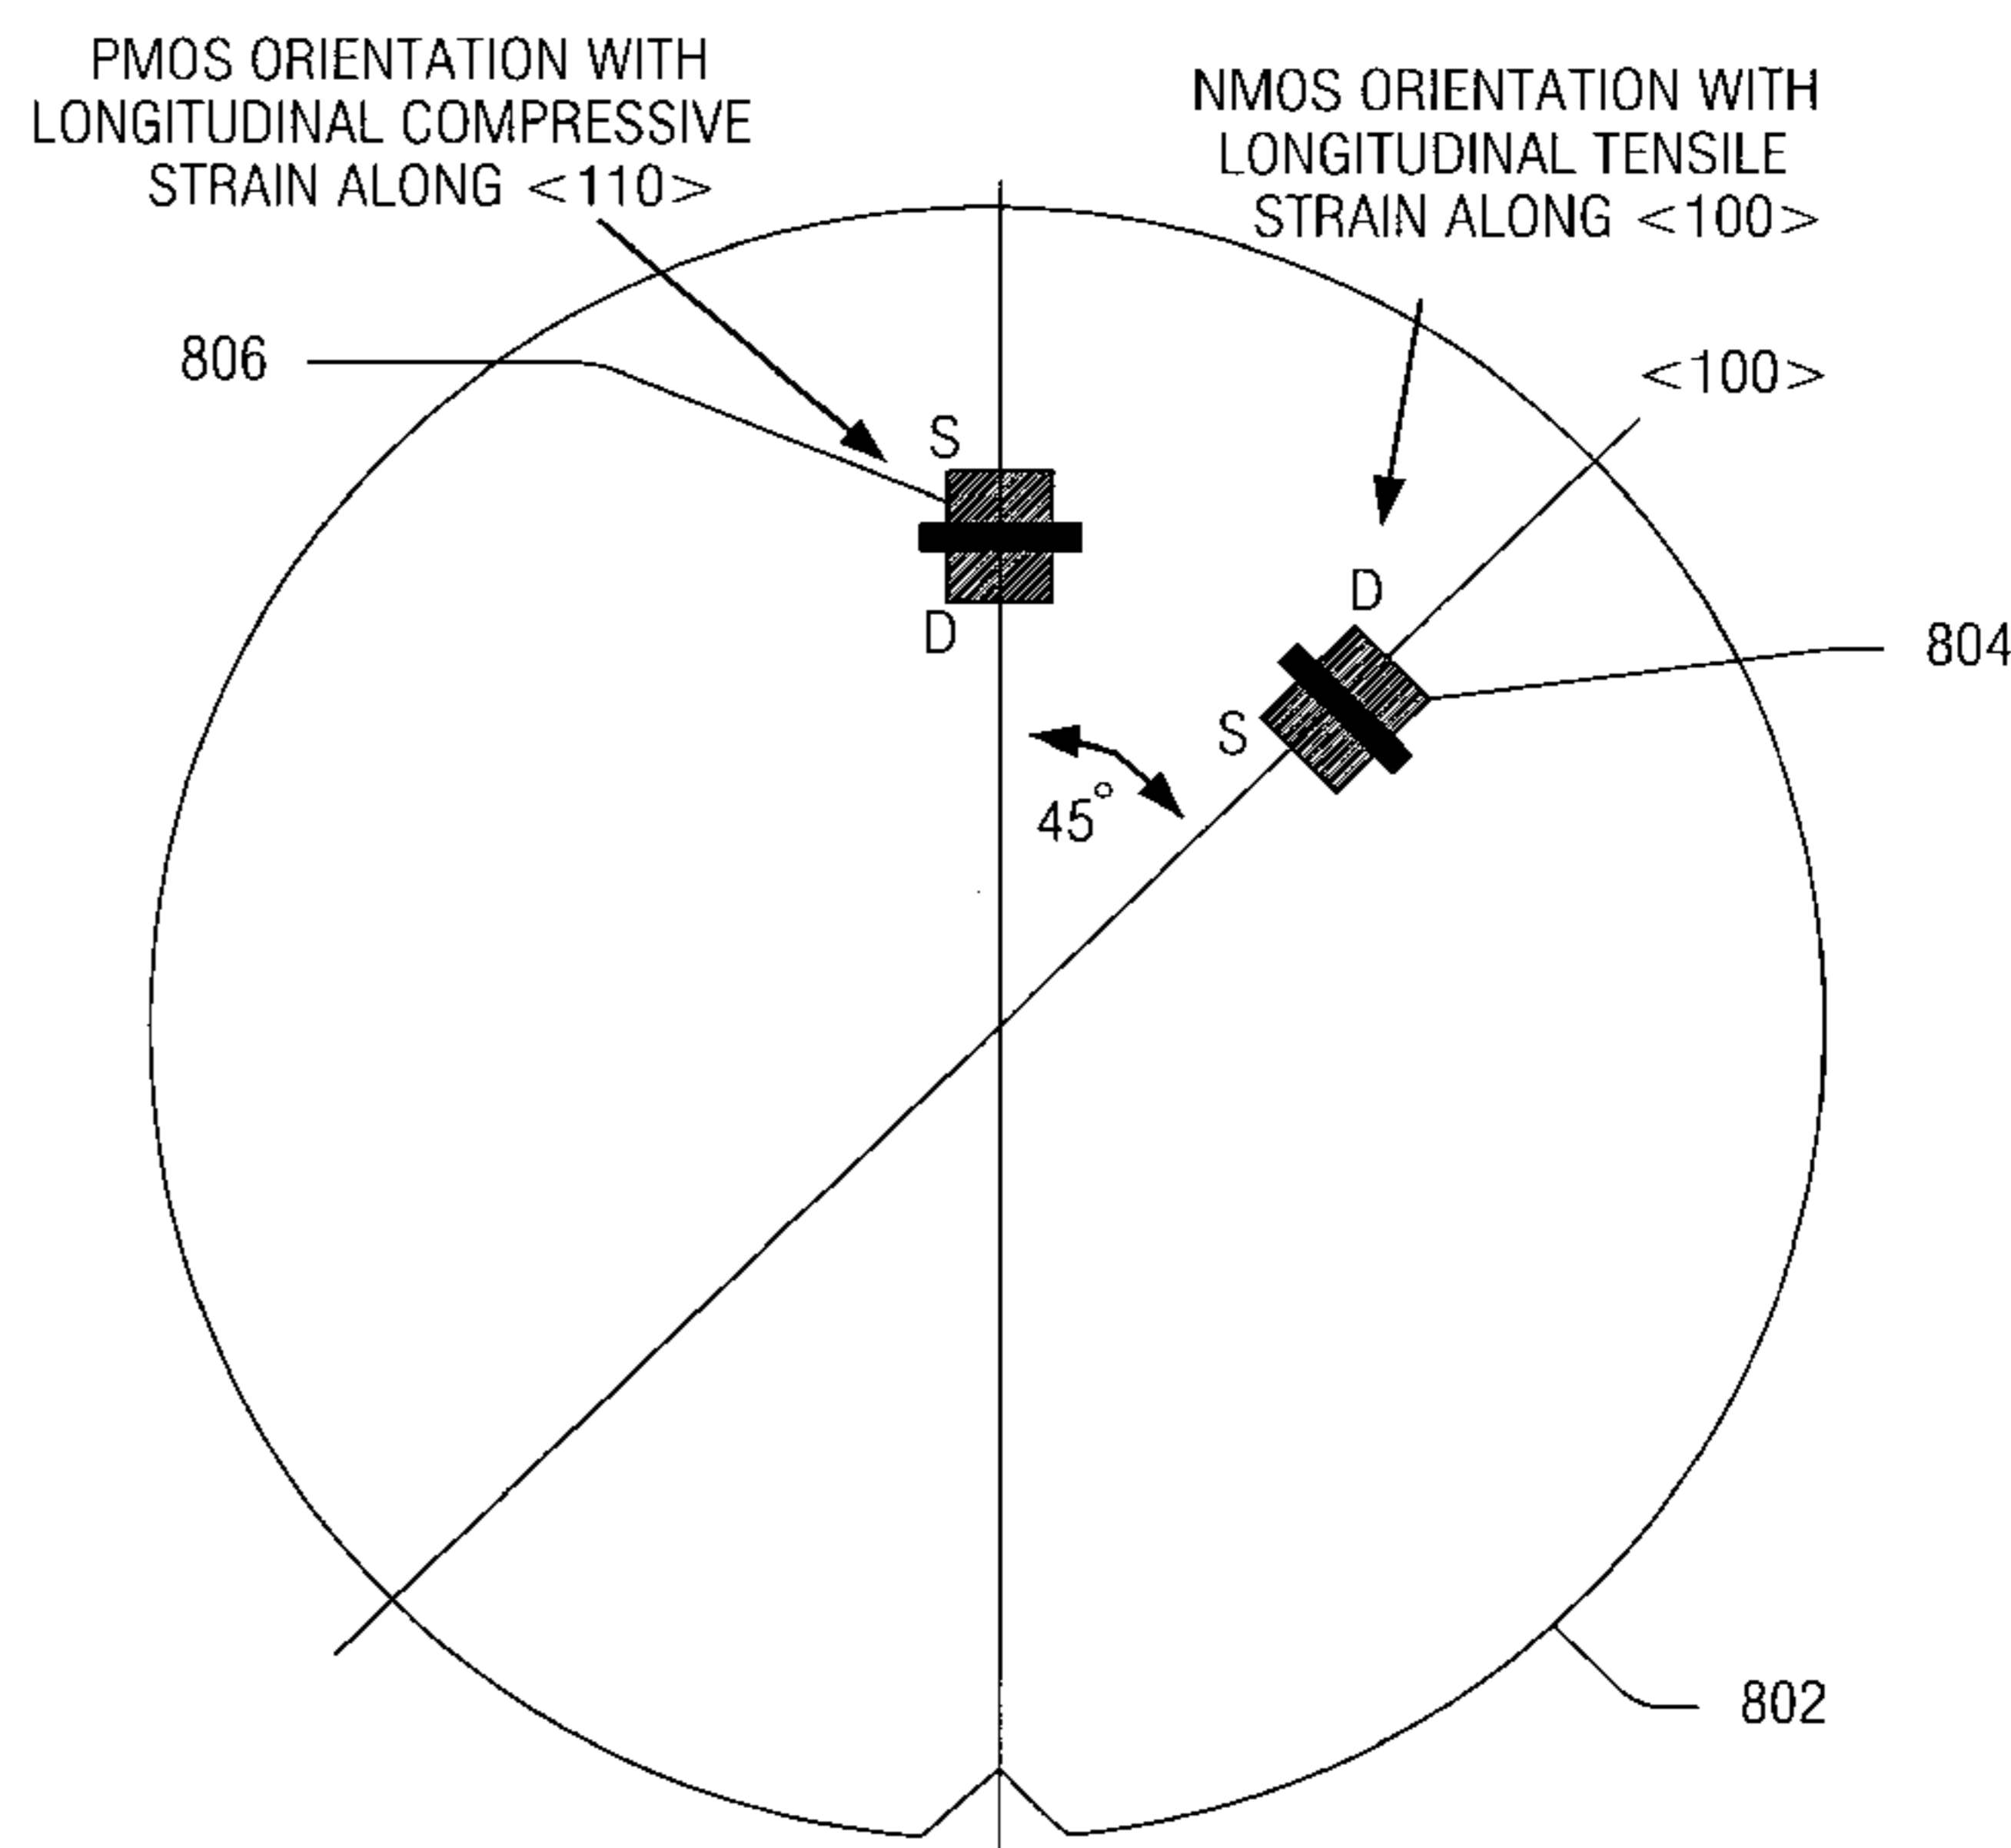 PMOS ORIENTATION WITH
LONGITUDINAL COMPRESSIVE
STRAIN ALONG <110>
NMOS ORIENTATION WITH
LONGITUDINAL TENSILE
STRAIN ALONG <100>
806
<100>
S
D
D
S
804
45°
802